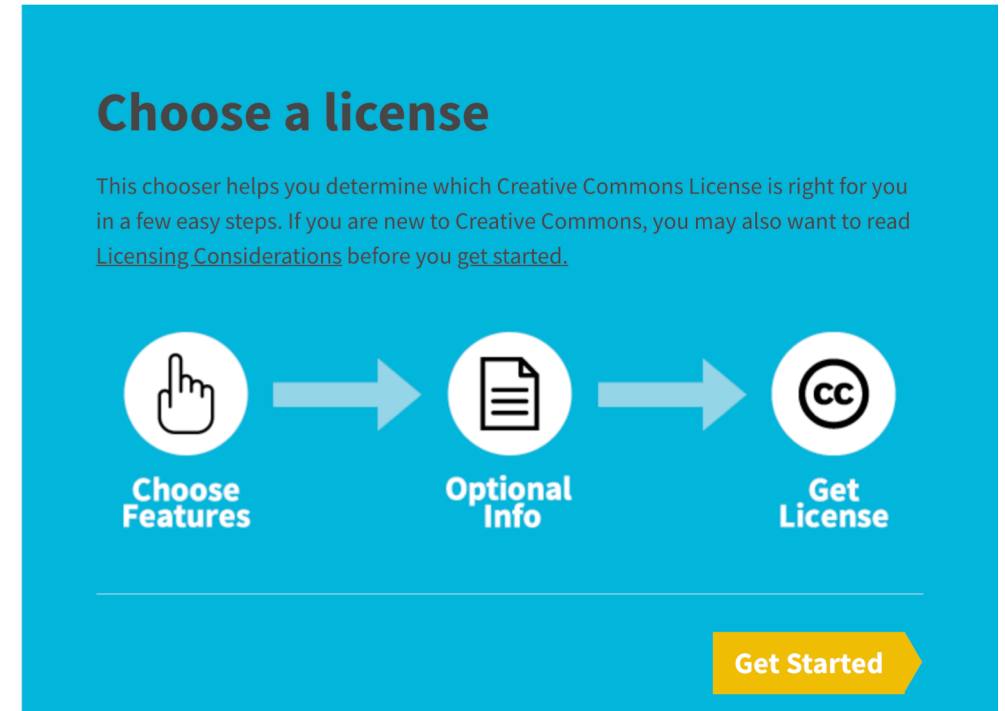 Choose a license
This chooser helps you determine which Creative Commons License is right for you
in a few easy steps. If you are new to Creative Commons, you may also want to read
Licensing Considerations before you get started.
cc
Choose
Features
Optional
Info
Get
License
Get Started